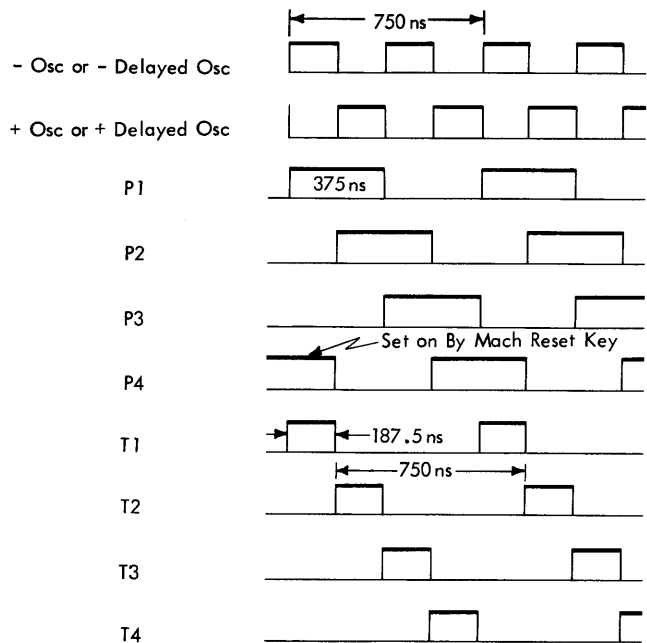 750 ns
- Osc or - Delayed Osc
+ Osc or + Delayed Osc
P1
375 ns
P2
P3
Set on By Mach Reset Key
P4
T1
187.5 ns
750 ns
T2
T3
T4